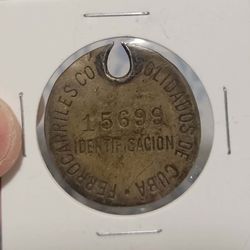 FERROCARRILES CONSOLIDADOS DE CUBA
15699
IDENTIFICACION